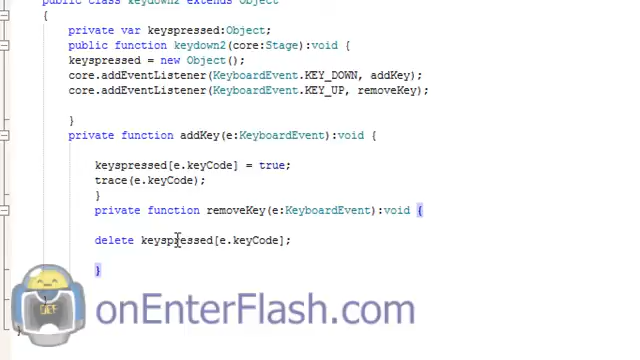 public class keydown2 extends Object
{
private var keyspressed:Object;
public function keydown2(core:Stage):void {
keyspressed = new Object();
core.addEventListener(KeyboardEvent.KEY_DOWN, addKey);
core.addEventListener(KeyboardEvent.KEY_UP, removeKey);
}
private function addKey(e:KeyboardEvent):void {
keyspressed[e.keyCode] = true;
trace(e.keyCode);
}
private function removeKey(e:KeyboardEvent):void {
delete keyspressed[e.keyCode];
}
}
OEF
onEnterFlash.com
}